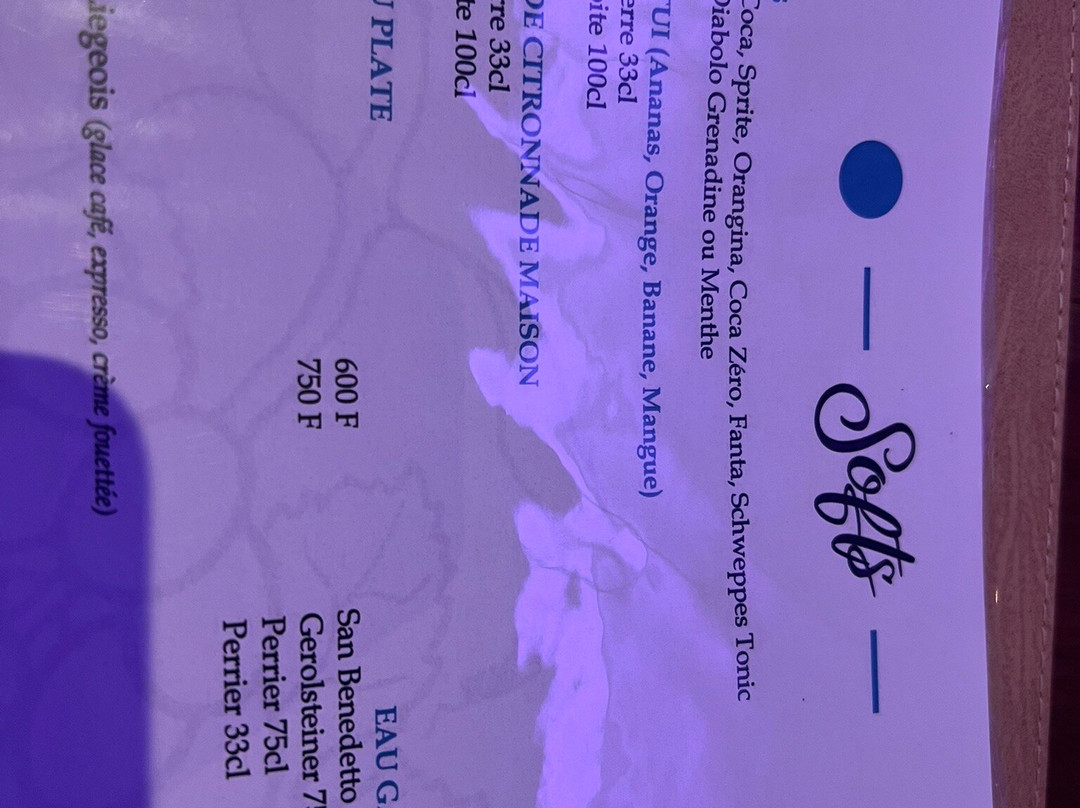 Softs
Coca, Sprite, Orangina, Coca Zéro, Fanta, Schweppes Tonic
Diabolo Grenadine ou Menthe
TUI (Ananas, Orange, Banane, Mangue)
erre 33cl
ite 100cl
DE CITRONNADE MAISON
rre 33cl
te 100cl
U PLATE
600 F
750 F
EAU G
San Benedetto
Gerolsteiner 7
Perrier 75cl
Perrier 33cl
iegeois (glace café, expresso, crème fouettée)